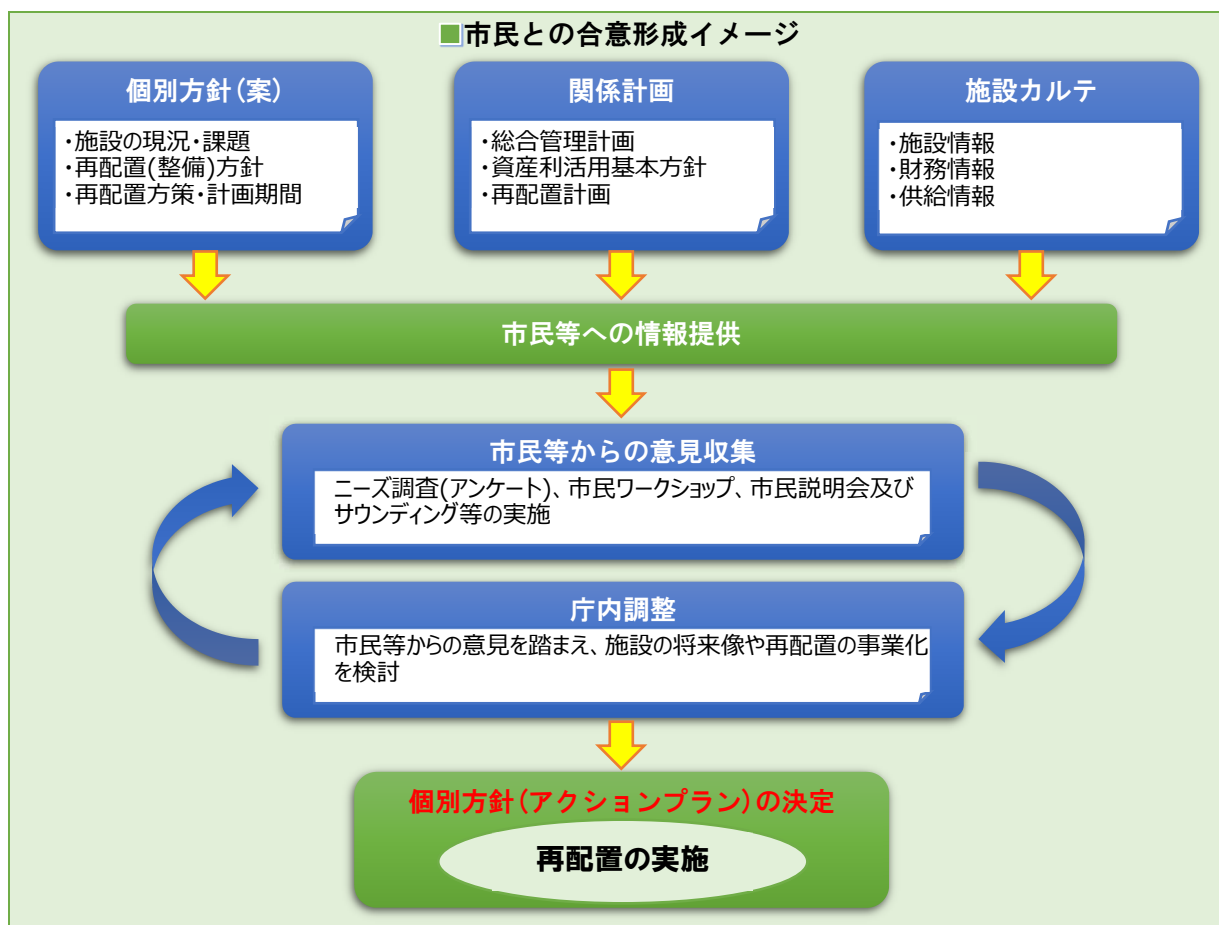 ■市民との合意形成イメージ
個別方針(案)
・施設の現況・課題
・再配置(整備)方針
・再配置方策・計画期間
関係計画
・総合管理計画
・資産利活用基本方針
・再配置計画
施設カルテ
・施設情報
・財務情報
・供給情報
市民等への情報提供
市民等からの意見収集
ニーズ調査(アンケート)、市民ワークショップ、市民説明会及び
サウンディング等の実施
庁内調整
市民等からの意見を踏まえ、施設の将来像や再配置の事業化
を検討
個別方針(アクションプラン)の決定
再配置の実施